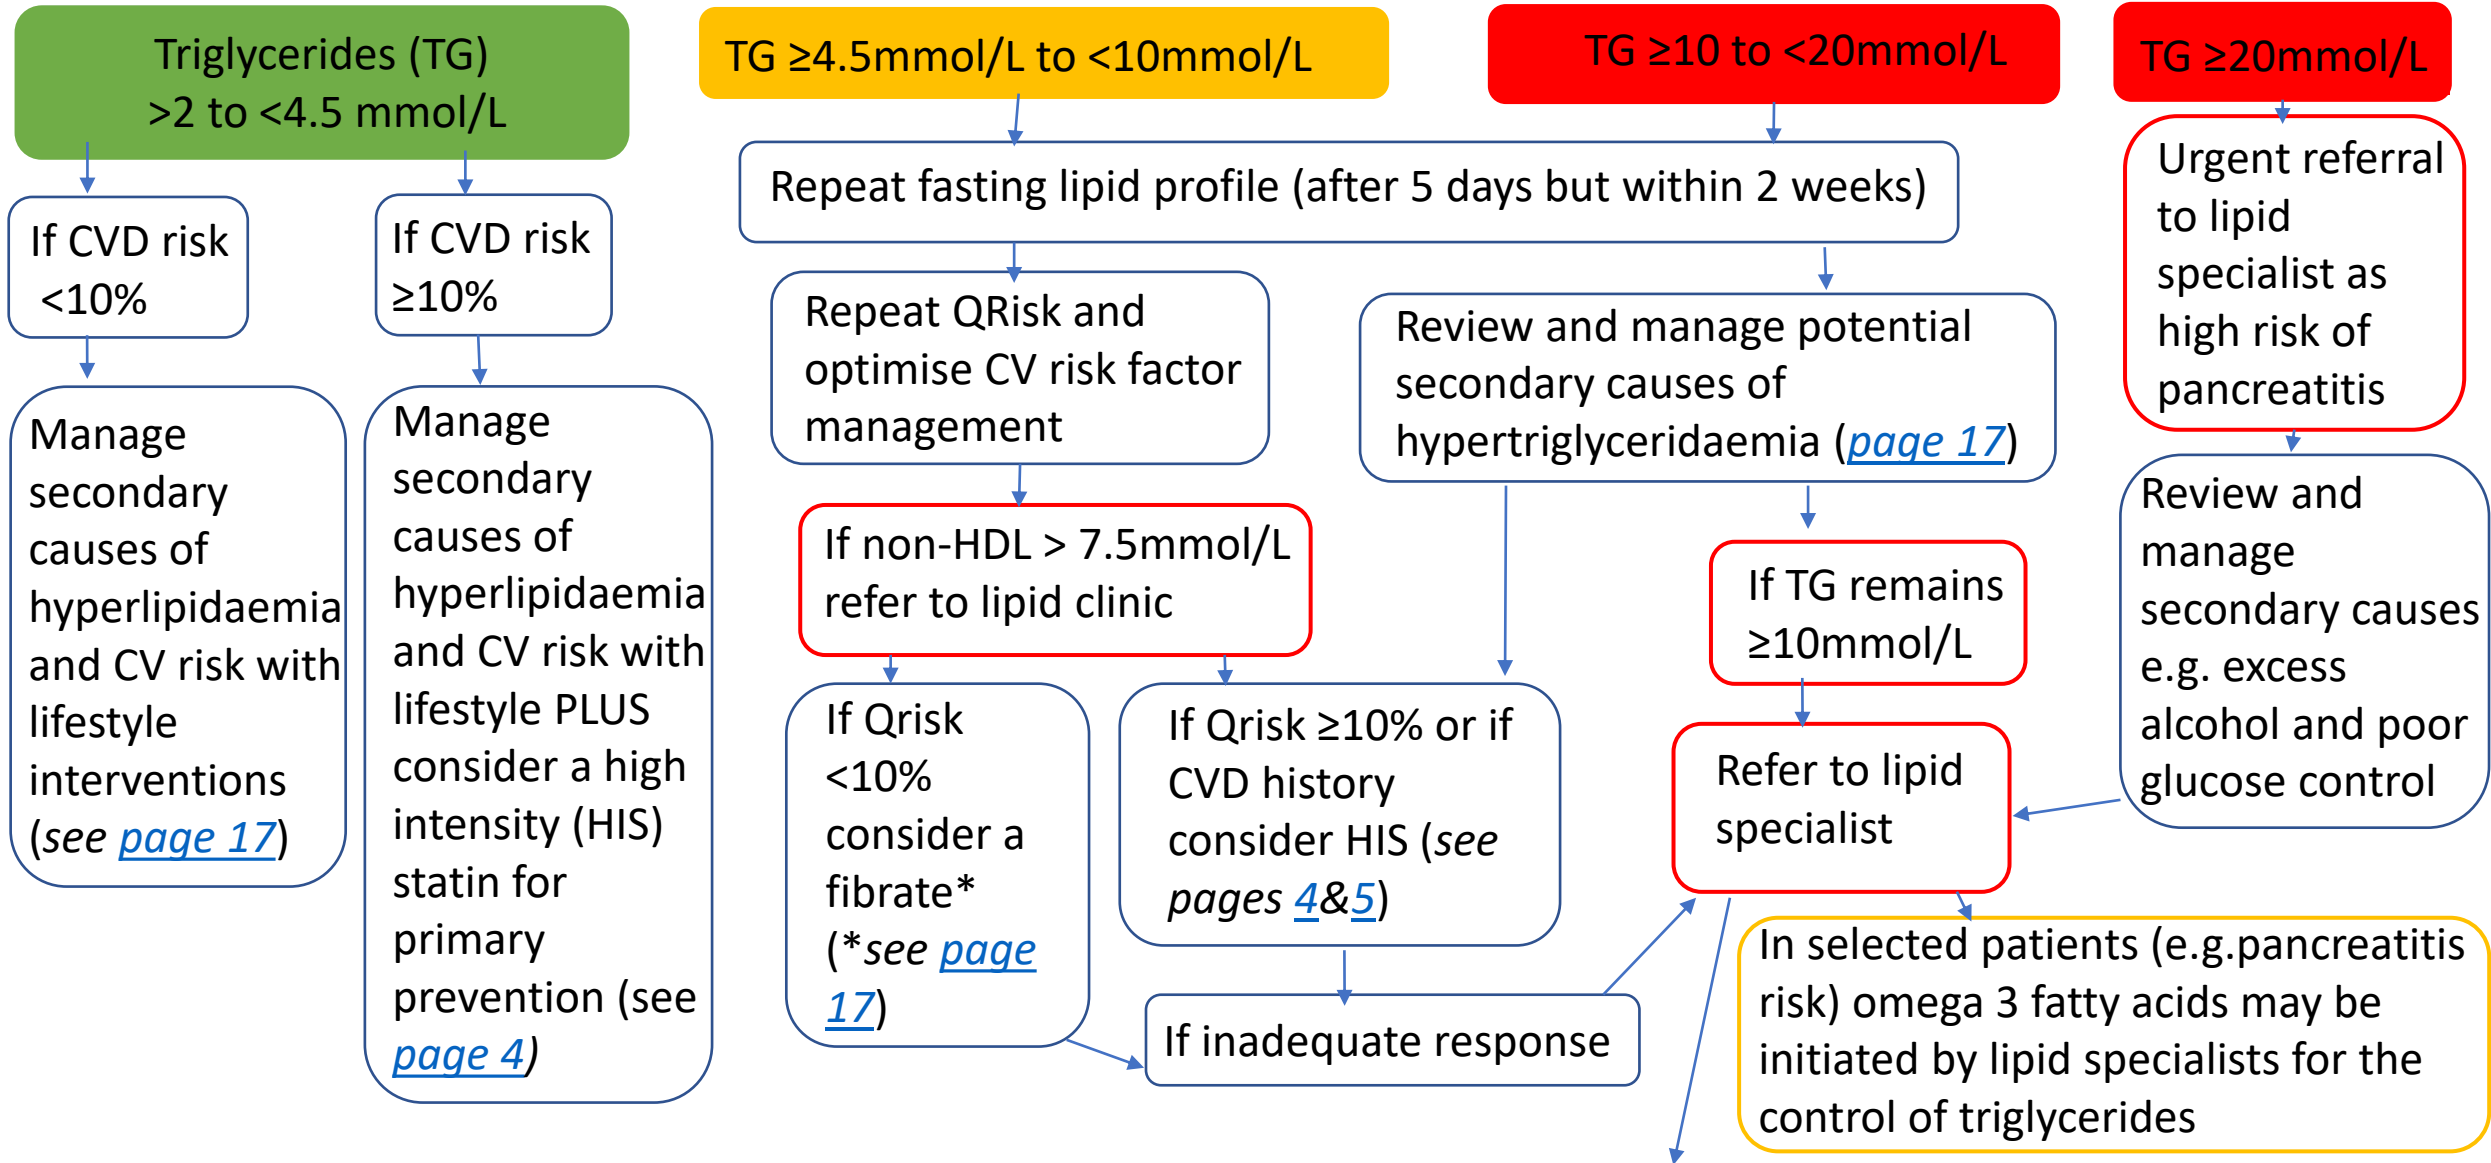 Triglycerides (TG)
>2 to <4.5 mmol/L
If CVD risk
<10%
Manage
secondary
causes of
hyperlipidaemia
and CV risk with
lifestyle
interventions
(see page 17)
If CVD risk
≥10%
Manage
secondary
causes of
hyperlipidaemia
and CV risk with
lifestyle PLUS
consider a high
intensity (HIS)
statin for
primary
prevention (see
page 4)
TG ≥4.5mmol/L to <10mmol/L
TG ≥10 to <20mmol/L
Repeat fasting lipid profile (after 5 days but within 2 weeks)
Repeat QRisk and
optimise CV risk factor
management
If non-HDL > 7.5mmol/L
refer to lipid clinic
If Qrisk
<10%
consider a
fibrate*
(*see page
17)
If Qrisk ≥10% or if
CVD history
consider HIS (see
pages 4&5)
If inadequate response
Review and manage potential
secondary causes of
hypertriglyceridaemia (page 17)
If TG remains
≥10mmol/L
Refer to lipid
specialist
TG ≥20mmol/L
Urgent referral
to lipid
specialist as
high risk of
pancreatitis
Review and
manage
secondary causes
e.g. excess
alcohol and poor
glucose control
In selected patients (e.g.pancreatitis
risk) omega 3 fatty acids may be
initiated by lipid specialists for the
control of triglycerides